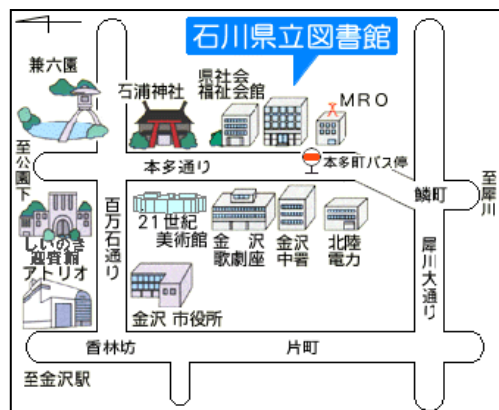 石川県立図書館
兼六園
石浦神社
県社会
福祉会館
MRO
至公園下
本多通り
本多町バス停
至犀川
鱗町
百万石通り
21世紀
美術館
金沢
歌劇座
金沢
中署
北陸
電力
しいのき
迎賓館
アトリオ
犀川大通り
金沢 市役所
香林坊
片町
至金沢駅